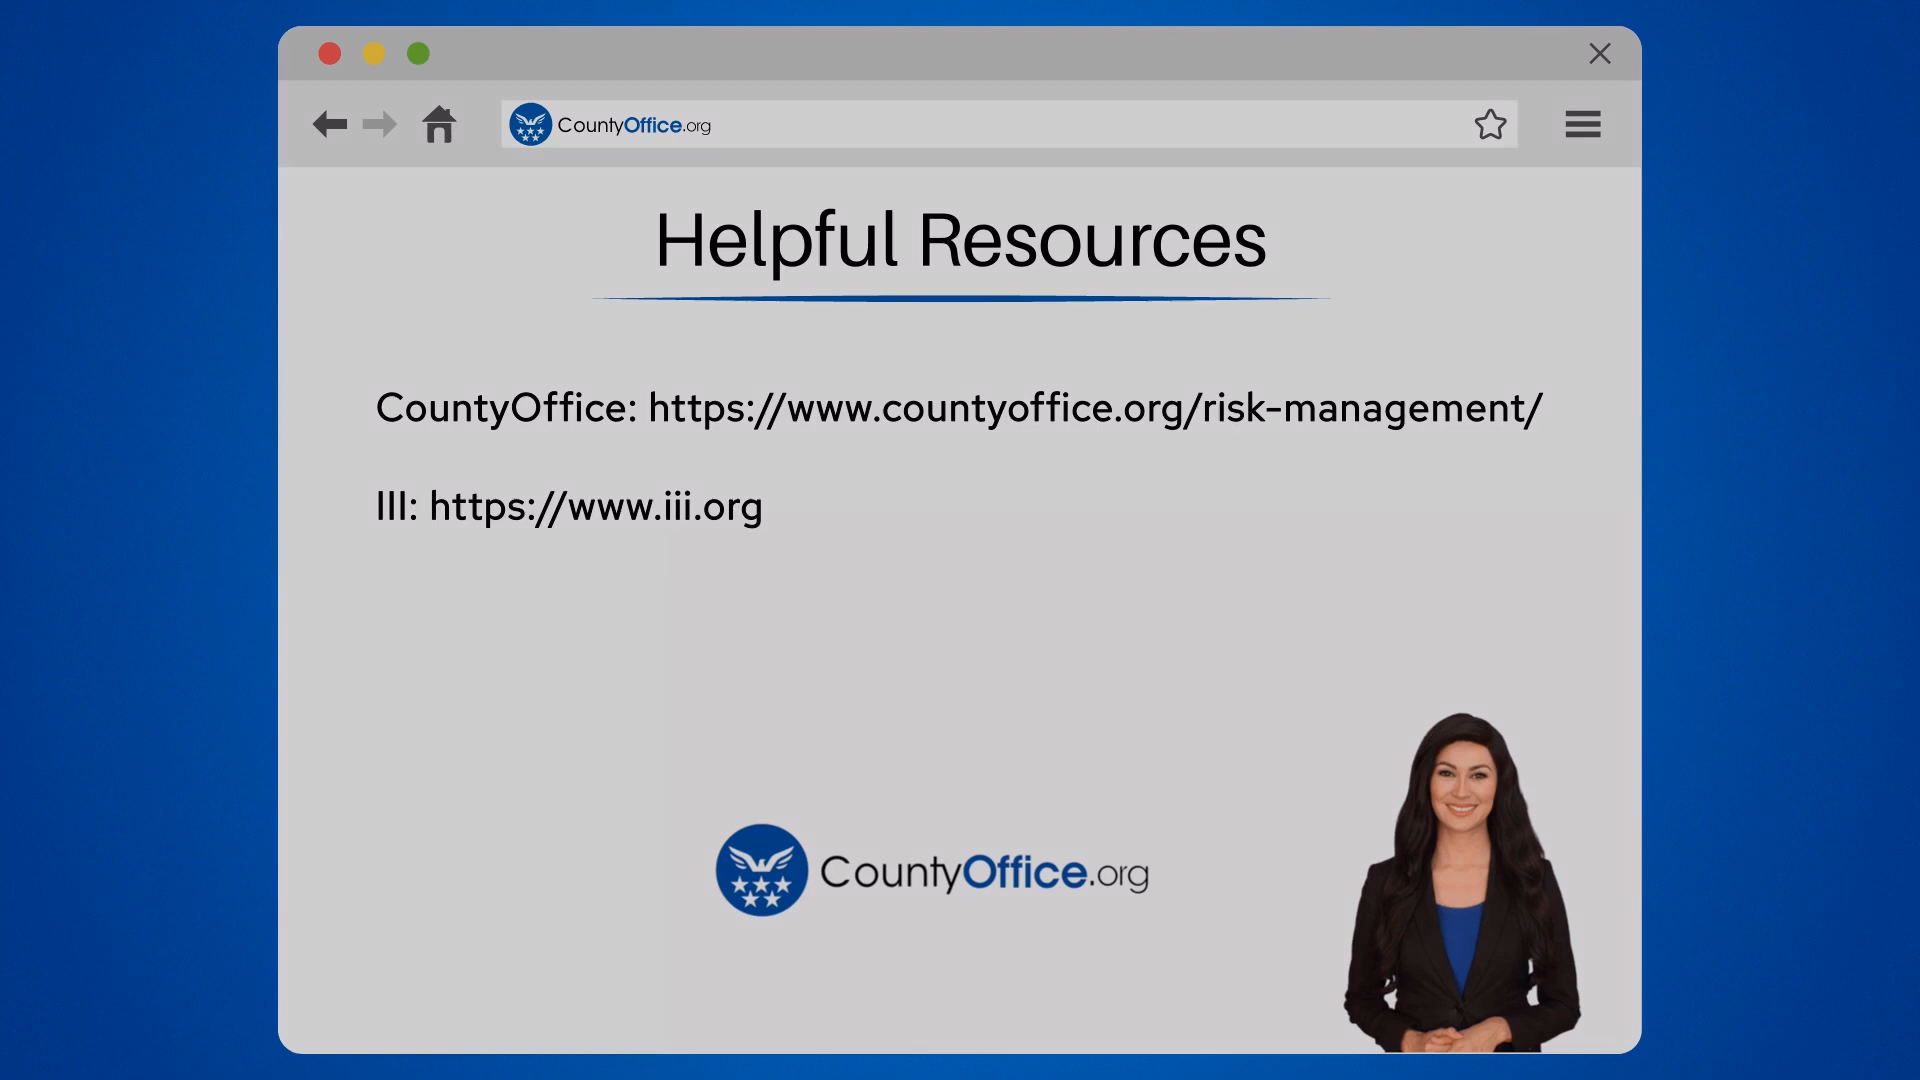 CountyOffice.org
Helpful Resources
CountyOffice: https://www.countyoffice.org/risk-management/
III: https://www.iii.org
CountyOffice.org